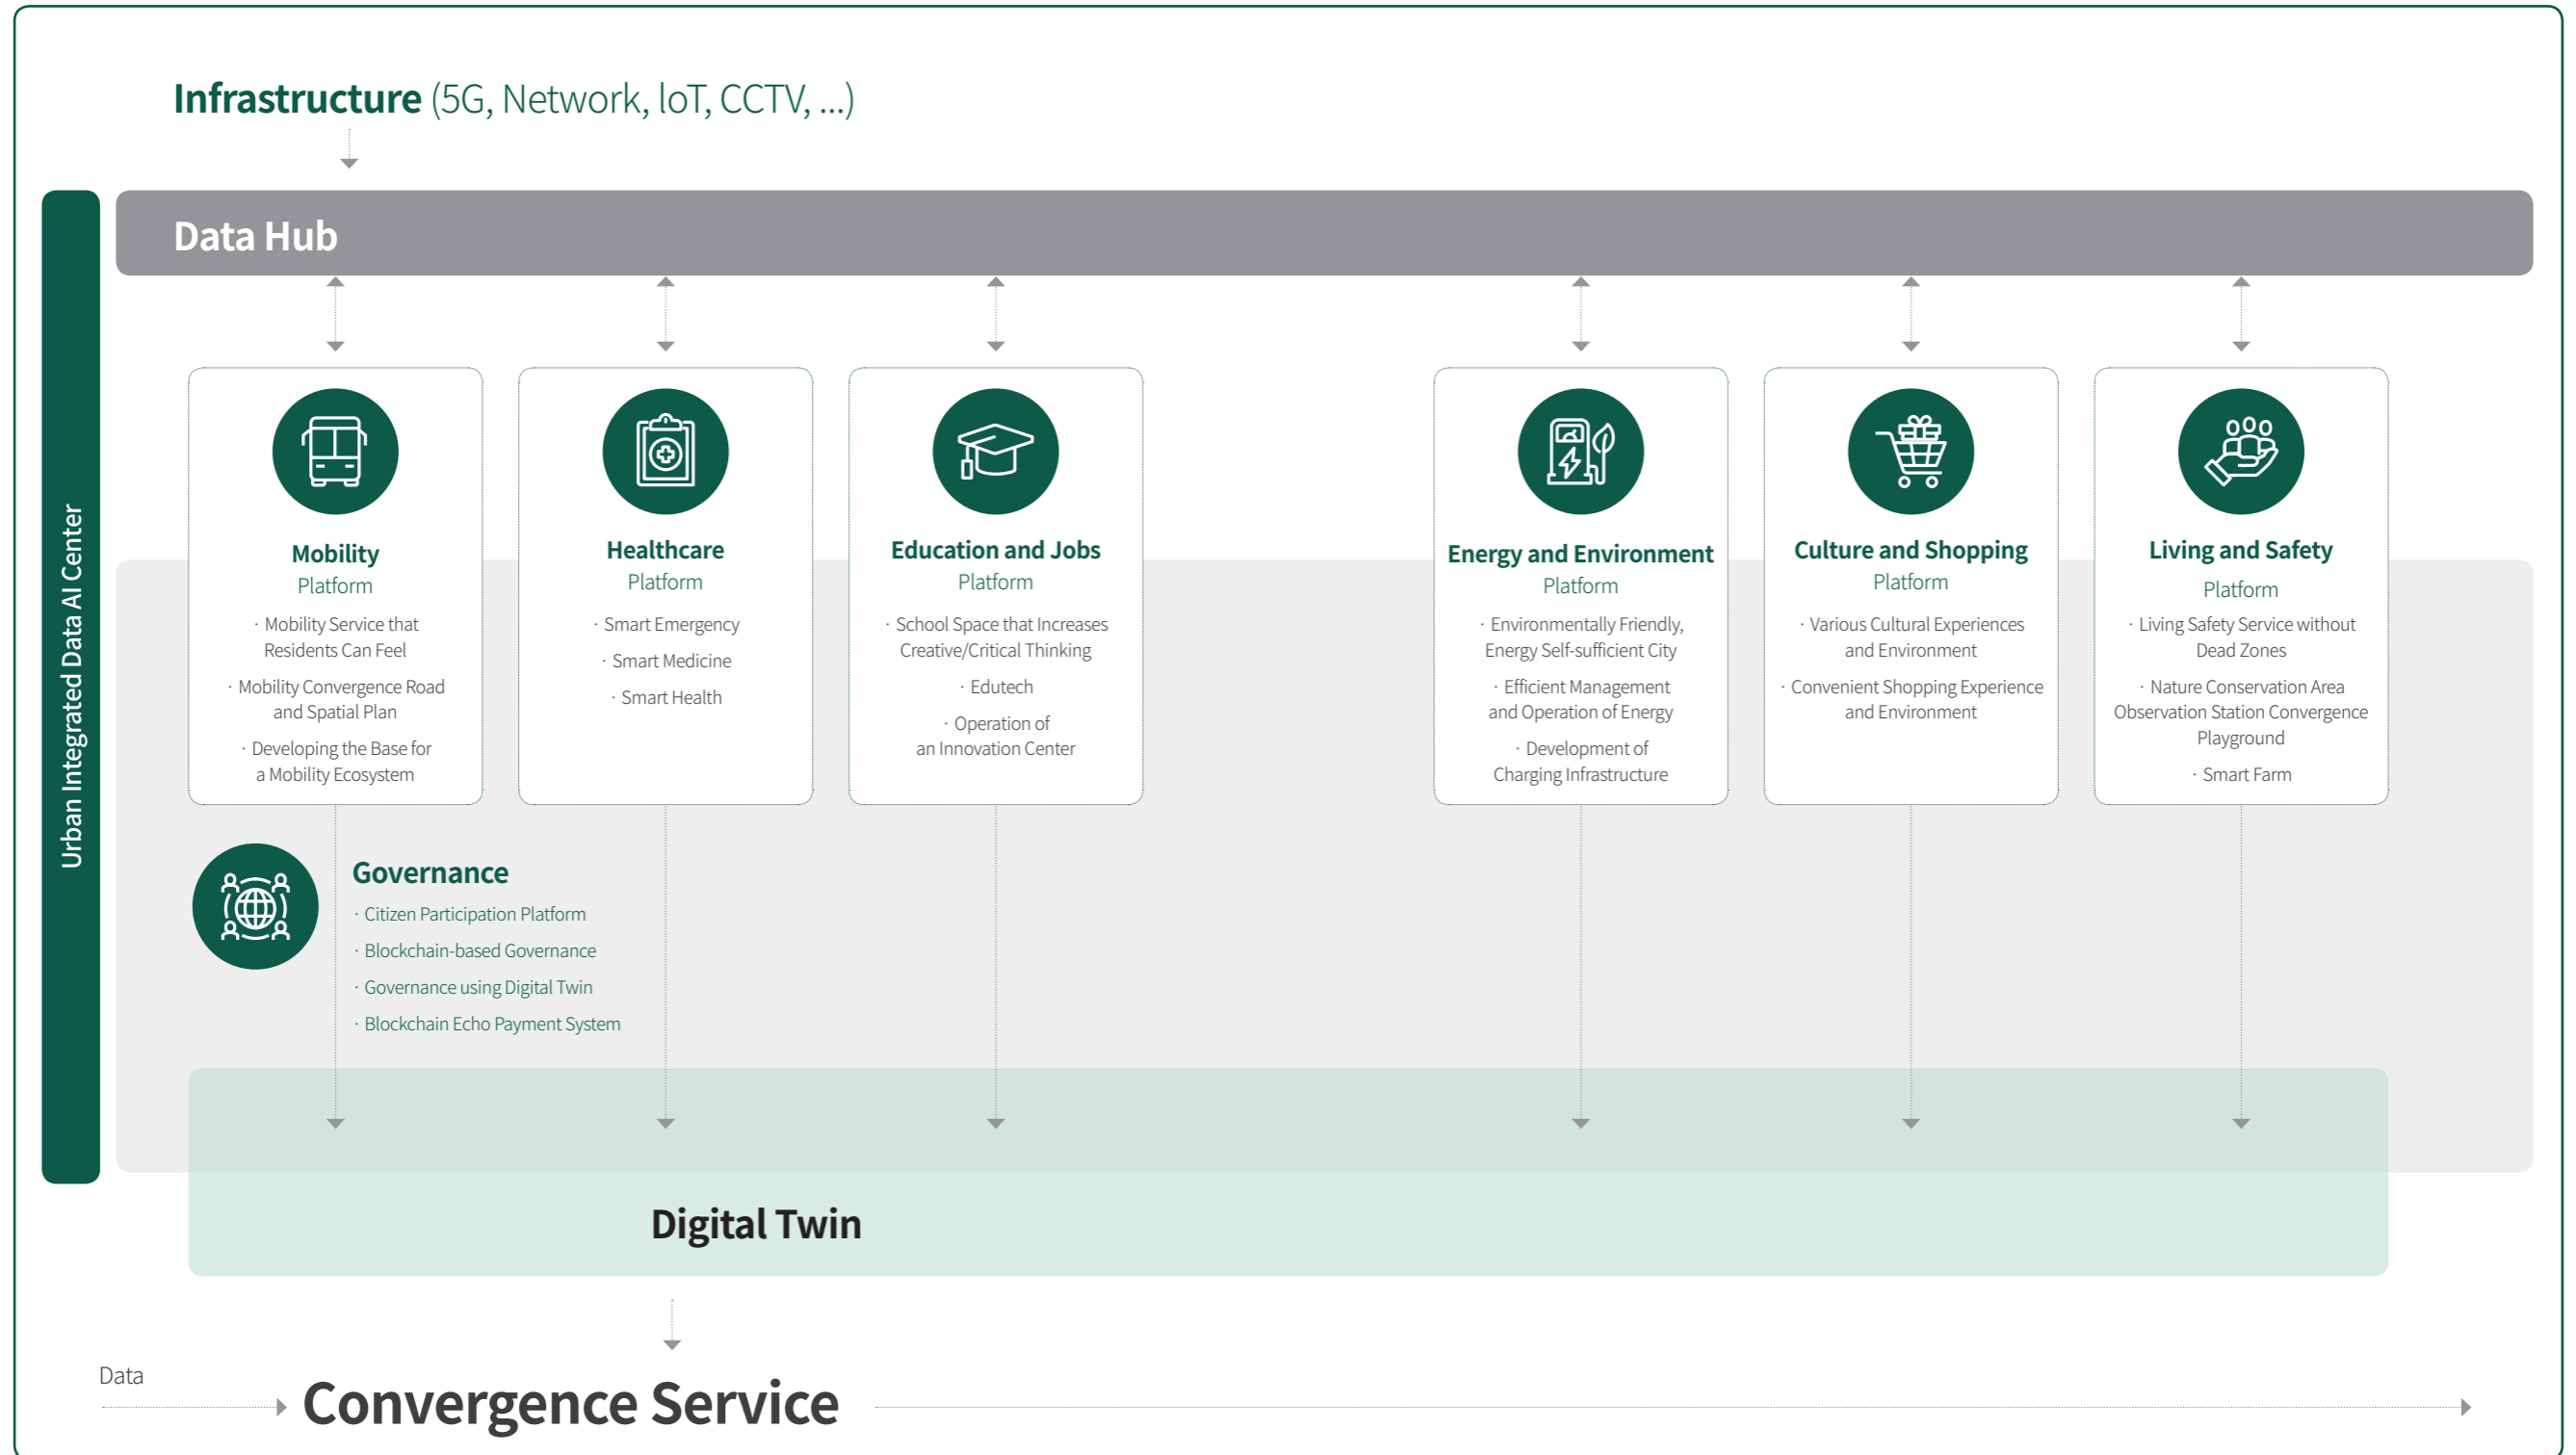 Infrastructure (5G, Network, loT, CCTV, ...)
Urban Integrated Data AI Center
Data Hub
Mobility
Platform
· Mobility Service that
Residents Can Feel
· Mobility Convergence Road
and Spatial Plan
· Developing the Base for
a Mobility Ecosystem
Healthcare
Platform
· Smart Emergency
· Smart Medicine
· Smart Health
Education and Jobs
Platform
· School Space that Increases
Creative/Critical Thinking
· Edutech
· Operation of
an Innovation Center
Energy and Environment
Platform
· Environmentally Friendly,
Energy Self-sufficient City
· Efficient Management
and Operation of Energy
· Development of
Charging Infrastructure
Culture and Shopping
Platform
· Various Cultural Experiences
and Environment
· Convenient Shopping Experience
and Environment
Living and Safety
Platform
· Living Safety Service without
Dead Zones
· Nature Conservation Area
Observation Station Convergence
Playground
· Smart Farm
Governance
· Citizen Participation Platform
· Blockchain-based Governance
· Governance using Digital Twin
· Blockchain Echo Payment System
Digital Twin
Data
Convergence Service